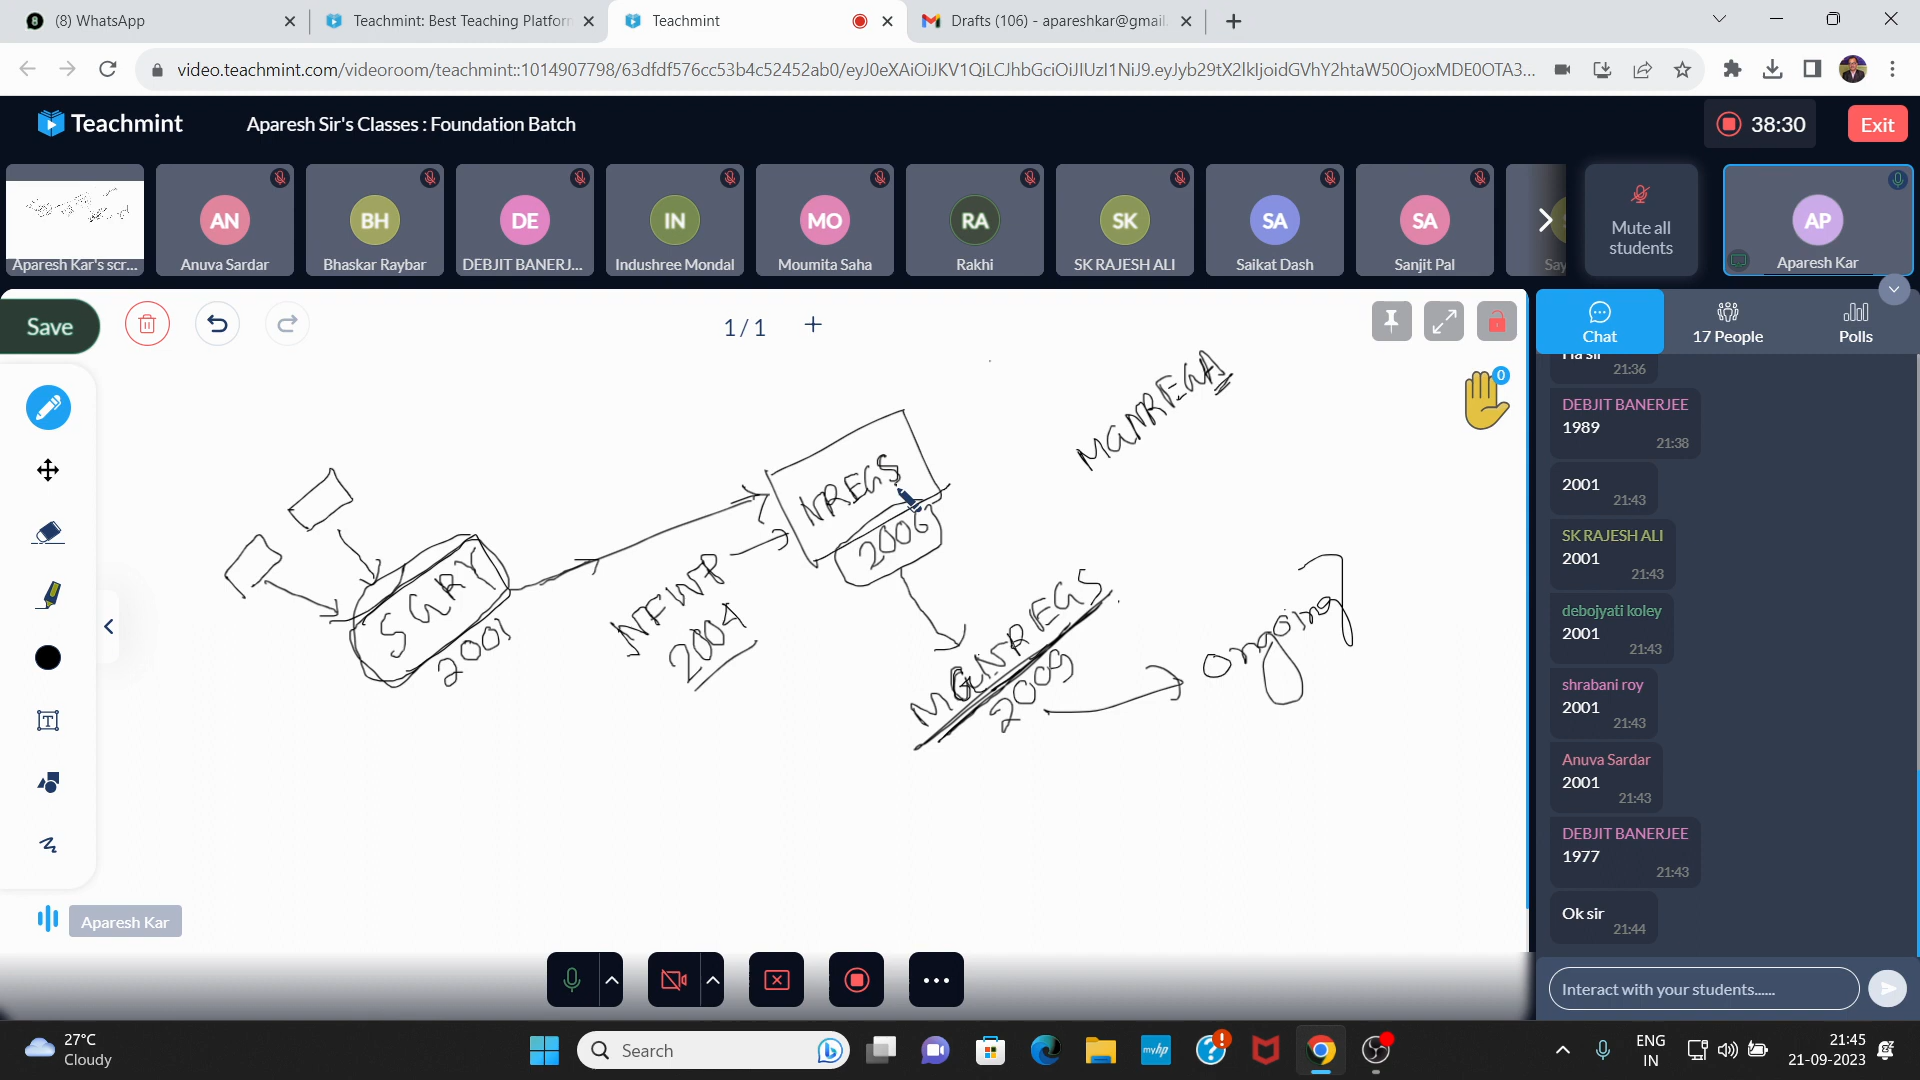 (8) WhatsApp
Teachmint: Best Teaching Platform
Teachmint
Drafts (106) - apareshkar@gmail.
video.teachmint.com/videoroom/teachmint::1014907798/63dfdf576cc53b4c52452ab0/eyJ0eXAiOiJKV1QiLCJhbGciOiJIUzI1NiJ9.eyJyb29tX2lkIjoidGVhY2htaW50OjoxMDE0OTA3...
Teachmint
Aparesh Sir's Classes : Foundation Batch
38:30
Exit
Aparesh Kar's scr...
AN
Anuva Sardar
BH
Bhaskar Raybar
DE
DEBJIT BANERJ...
IN
Indushree Mondal
MO
Moumita Saha
RA
Rakhi
SK
SK RAJESH ALI
SA
Saikat Dash
SA
Sanjit Pal
Say
Mute all
students
AP
Aparesh Kar
Save
1 / 1
0
MGNREGA
NREGS
2006
SGRY
2001
NFFWP
2004
MGNREGS
2009
ongoing
Aparesh Kar
Chat
17 People
Polls
Ha sir
21:36
DEBJIT BANERJEE
1989
21:38
2001
21:43
SK RAJESH ALI
2001
21:43
debojyati koley
2001
21:43
shrabani roy
2001
21:43
Anuva Sardar
2001
21:43
DEBJIT BANERJEE
1977
21:43
Ok sir
21:44
Interact with your students......
27°C
Cloudy
Search
myhp
ENG
IN
21:45
21-09-2023